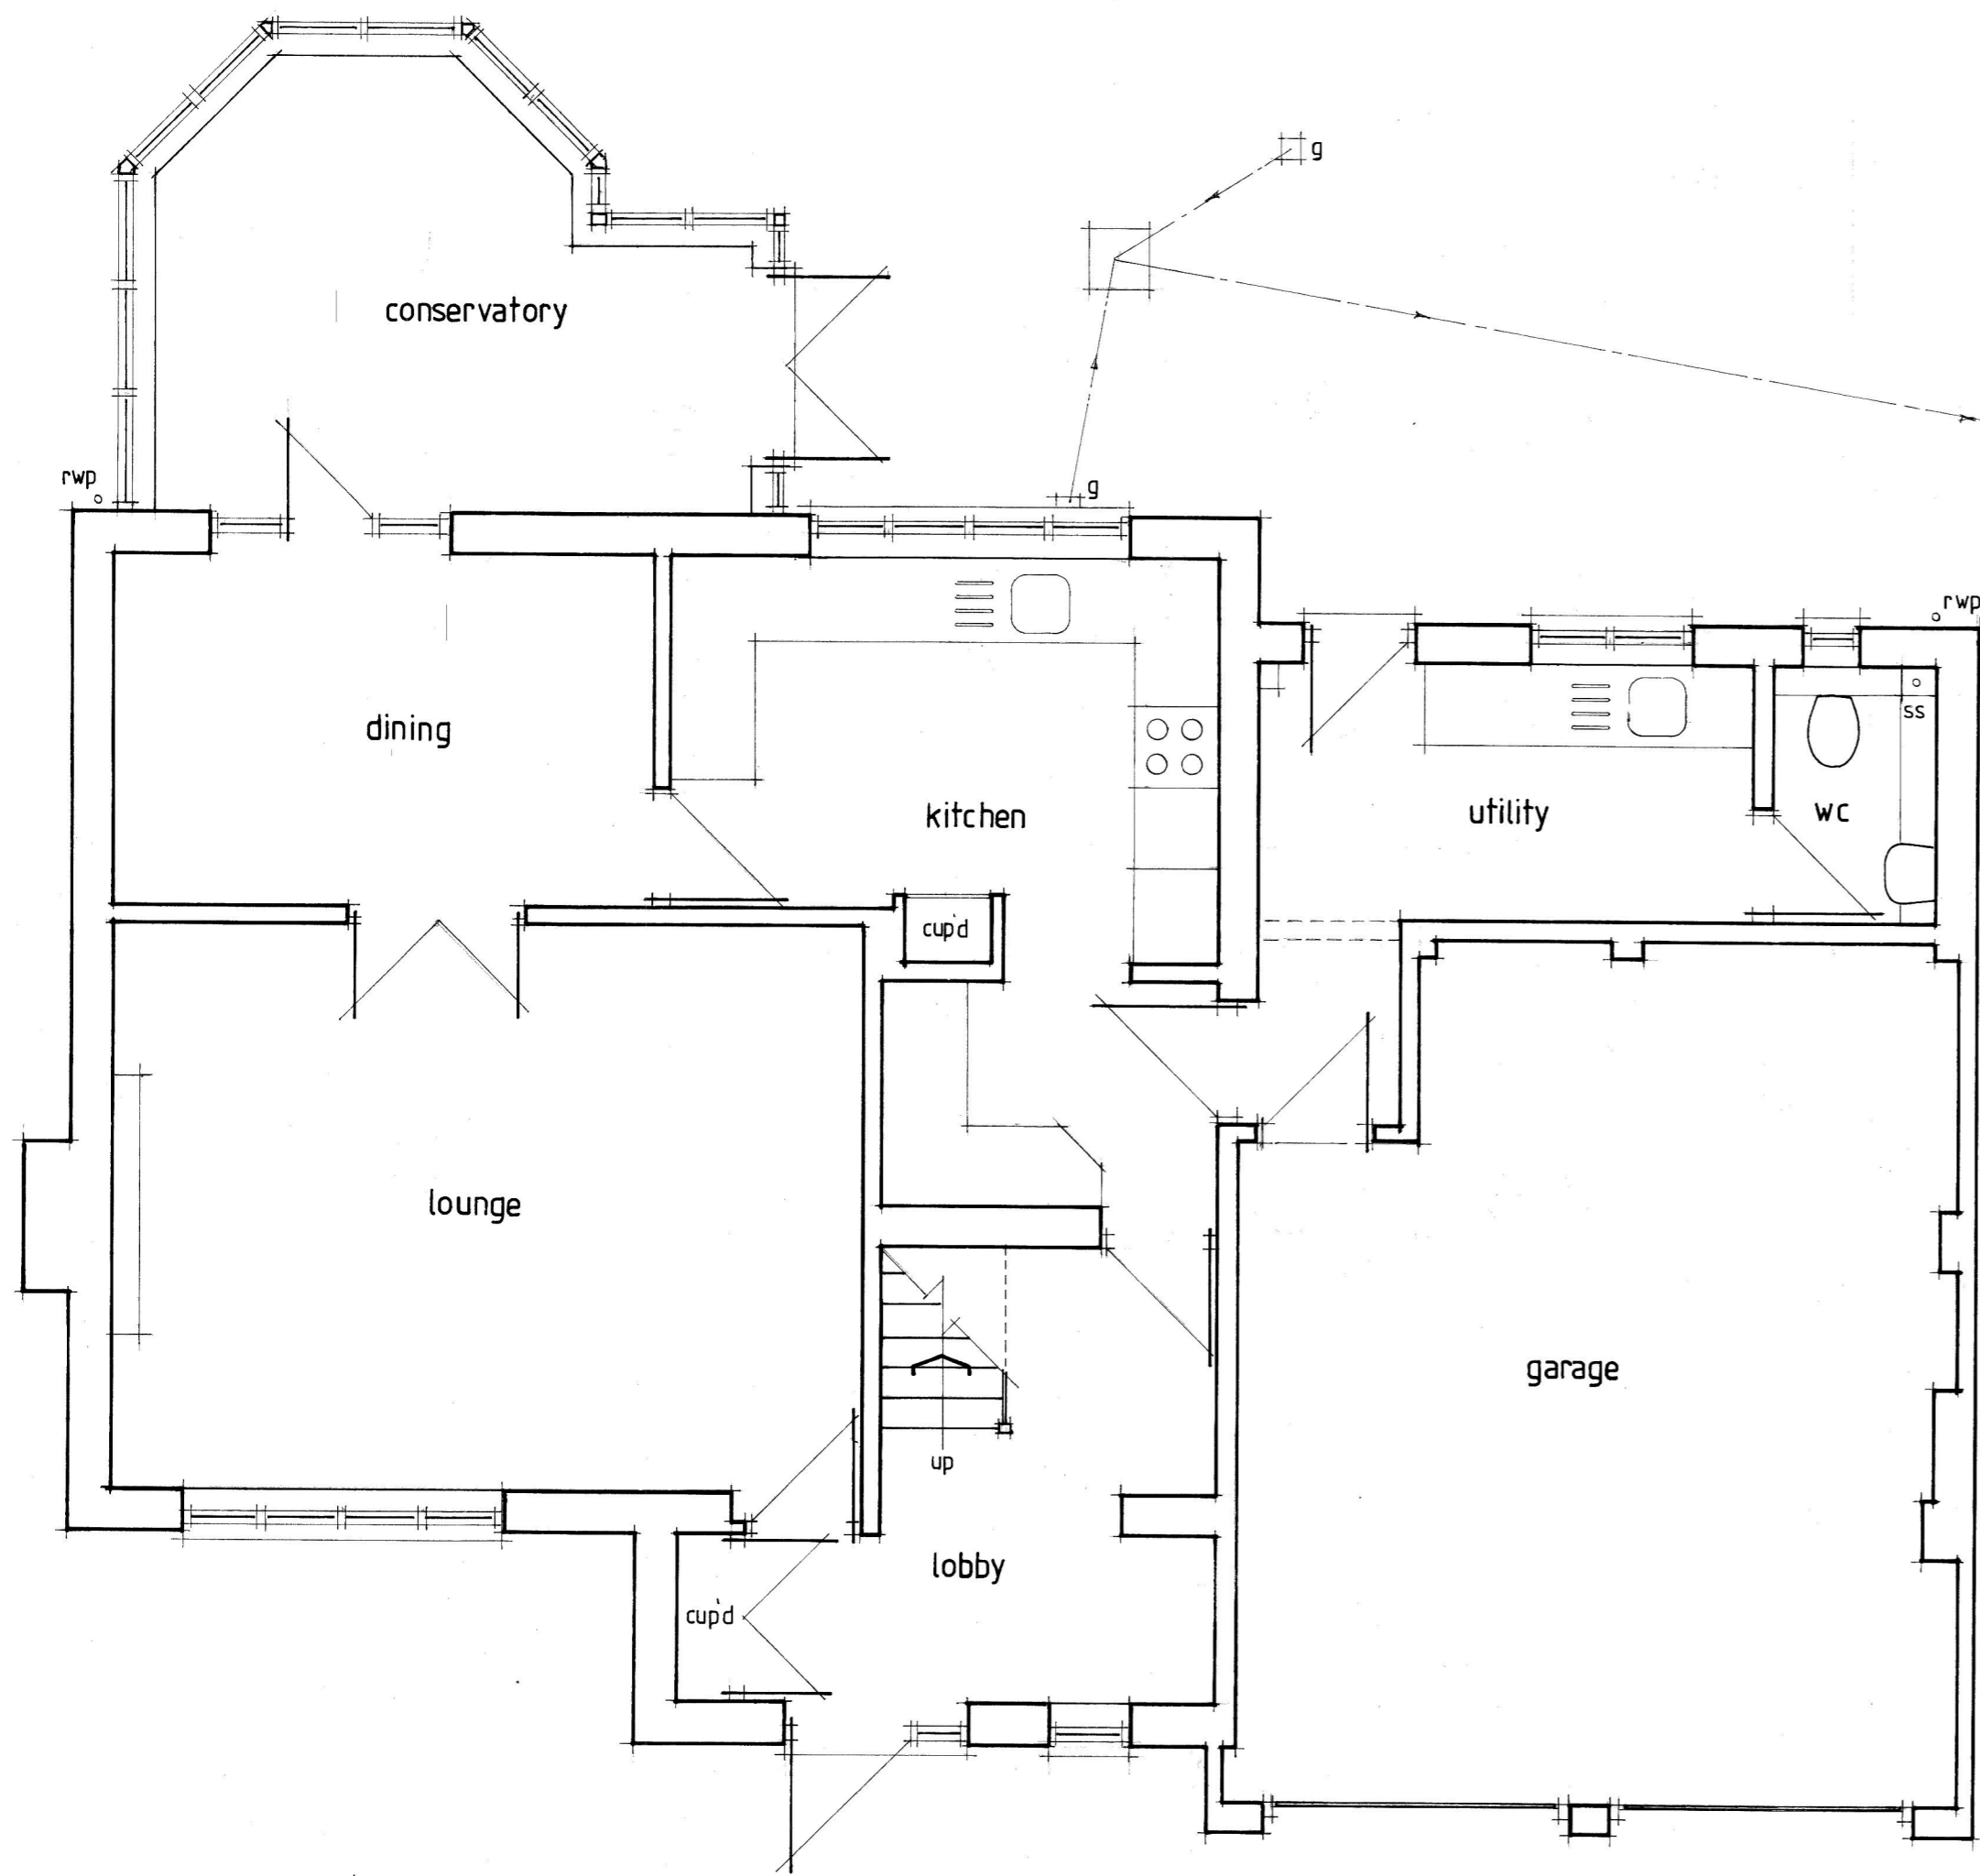 g
conservatory
rwp
g
rwp
ss
dining
kitchen
utility
wc
cup'd
lounge
garage
up
lobby
cup'd